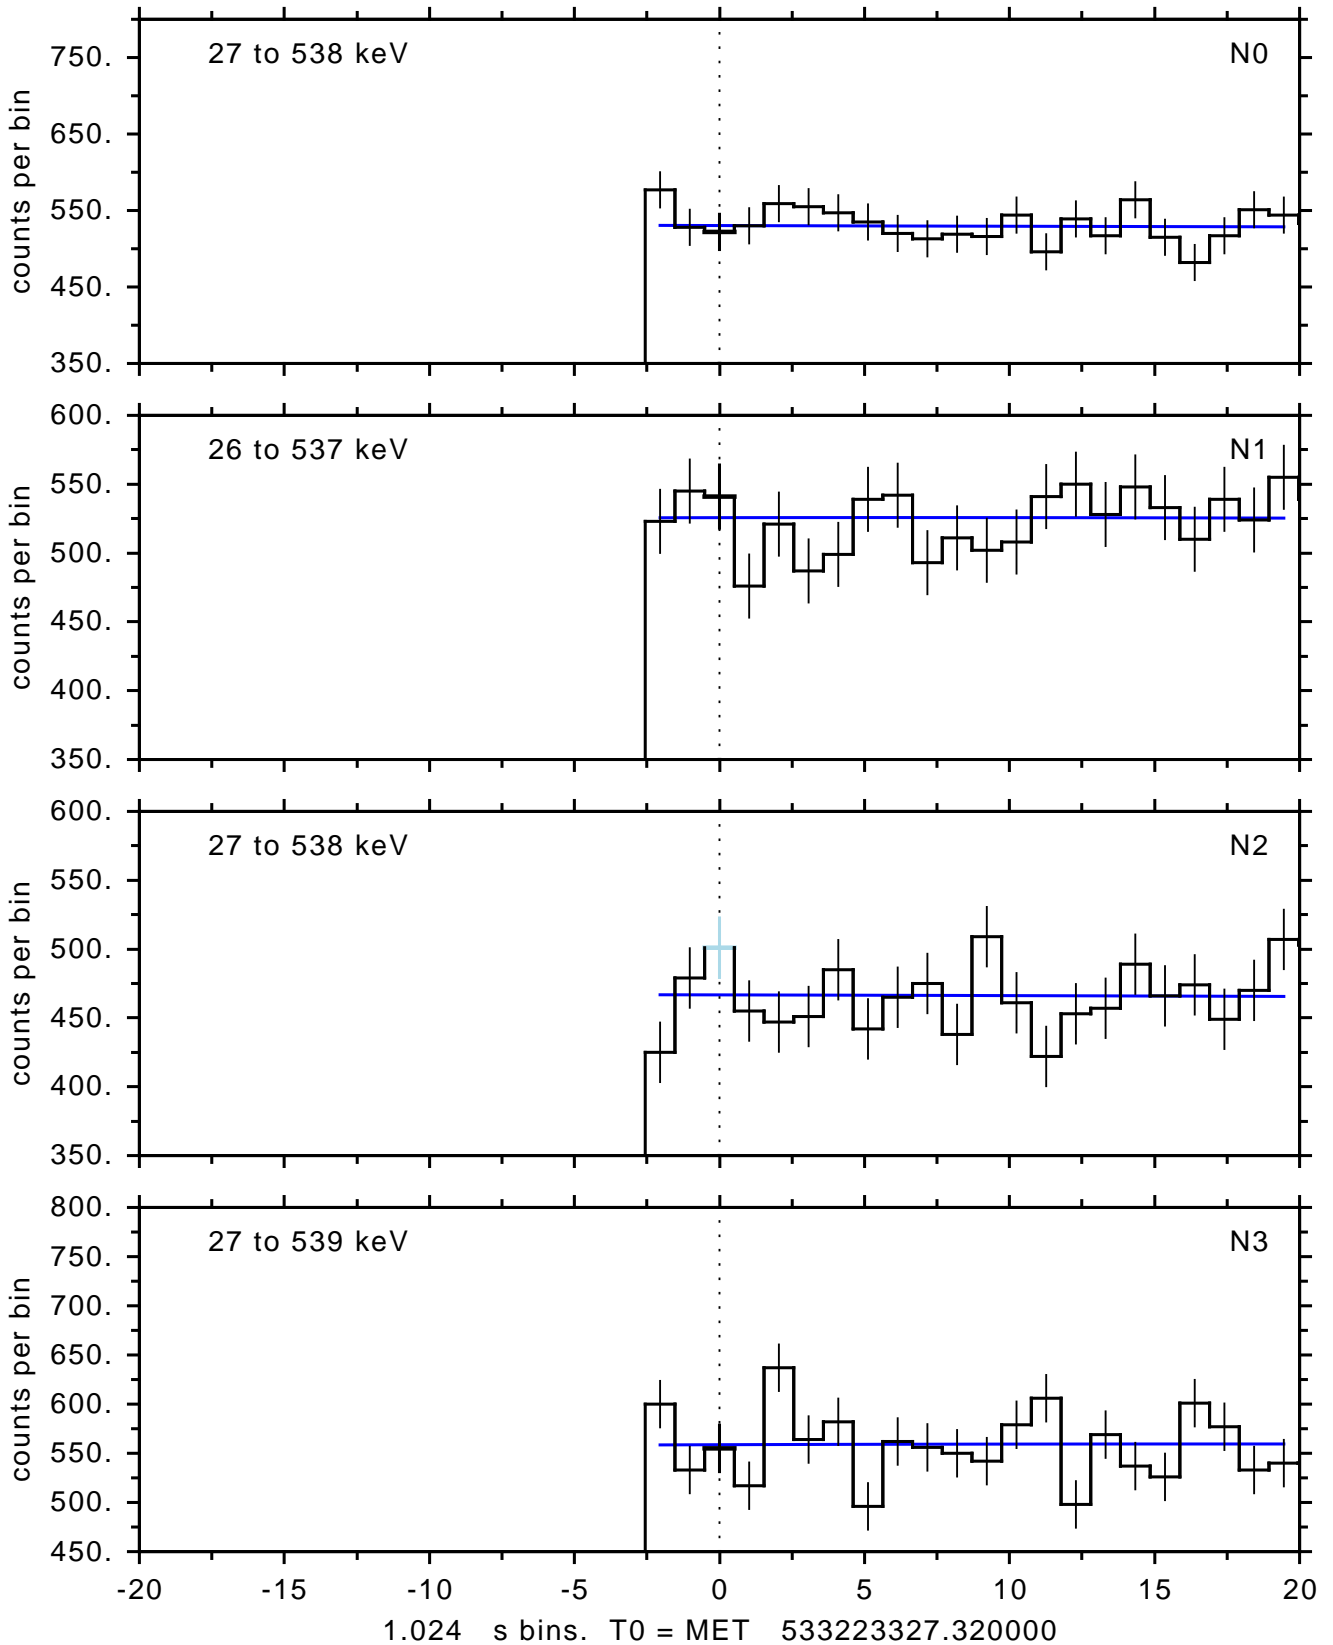 27 to 538 keV N0
counts per bin
750.
650.
550.
450.
350.
26 to 537 keV N1
counts per bin
600.
550.
500.
450.
400.
350.
27 to 538 keV N2
counts per bin
600.
550.
500.
450.
400.
350.
27 to 539 keV N3
counts per bin
800.
750.
700.
650.
600.
550.
500.
450.
-20 -15 -10 -5 0 5 10 15 20
1.024 s bins. T0 = MET 533223327.320000